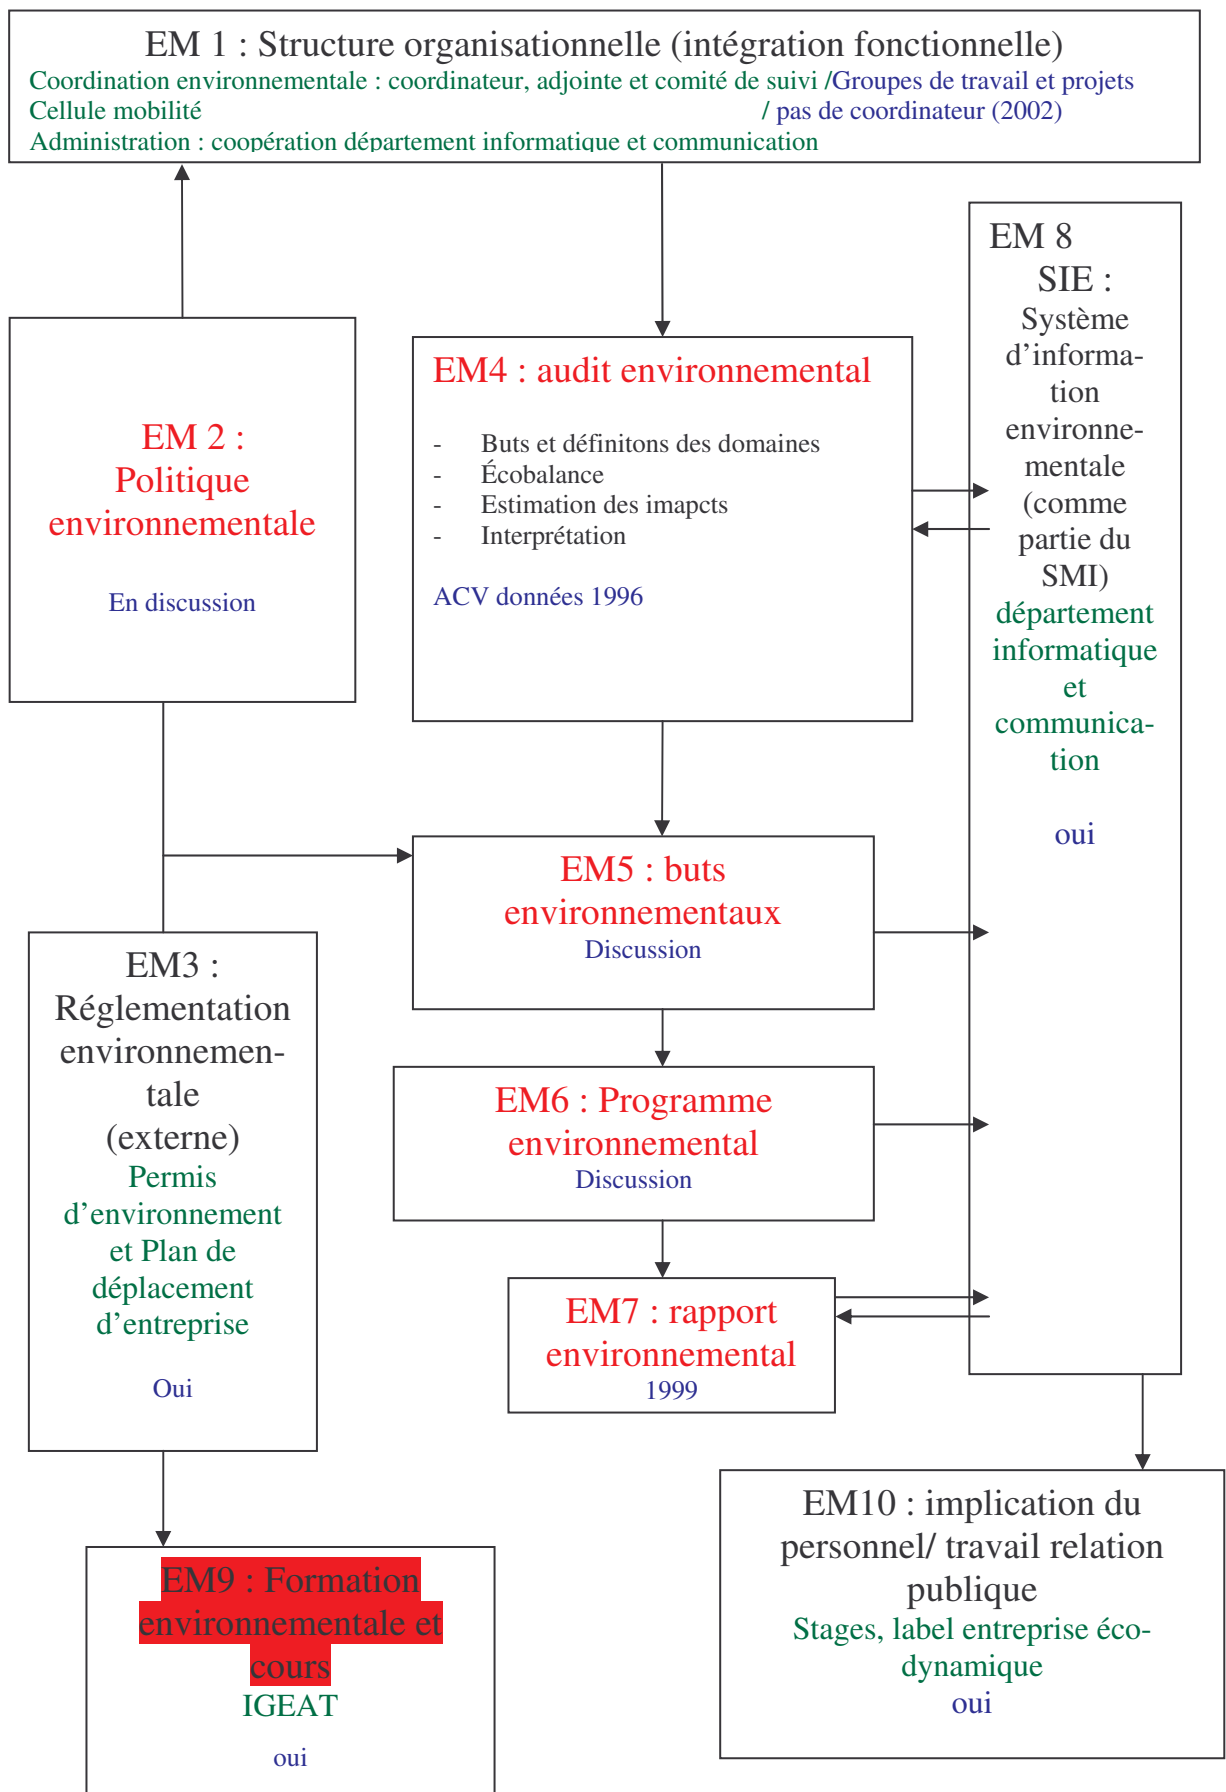 EM 1 : Structure organisationnelle (intégration fonctionnelle)
Coordination environnementale : coordinateur, adjointe et comité de suivi /Groupes de travail et projets
Cellule mobilité / pas de coordinateur (2002)
Administration : coopération département informatique et communication
EM 2 :
Politique
environnementale
En discussion
EM4 : audit environnemental
- Buts et définitons des domaines
- Écobalance
- Estimation des imapcts
- Interprétation
ACV données 1996
EM 8
SIE :
Système
d’informa-
tion
environne-
mentale
(comme
partie du
SMI)
département
informatique
et
communica-
tion
oui
EM5 : buts
environnementaux
Discussion
EM3 :
Réglementation
environnemen-
tale
(externe)
Permis
d’environnement
et Plan de
déplacement
d’entreprise
Oui
EM6 : Programme
environnemental
Discussion
EM7 : rapport
environnemental
1999
EM9 : Formation
environnementale et
cours
IGEAT
oui
EM10 : implication du
personnel/ travail relation
publique
Stages, label entreprise éco-
dynamique
oui